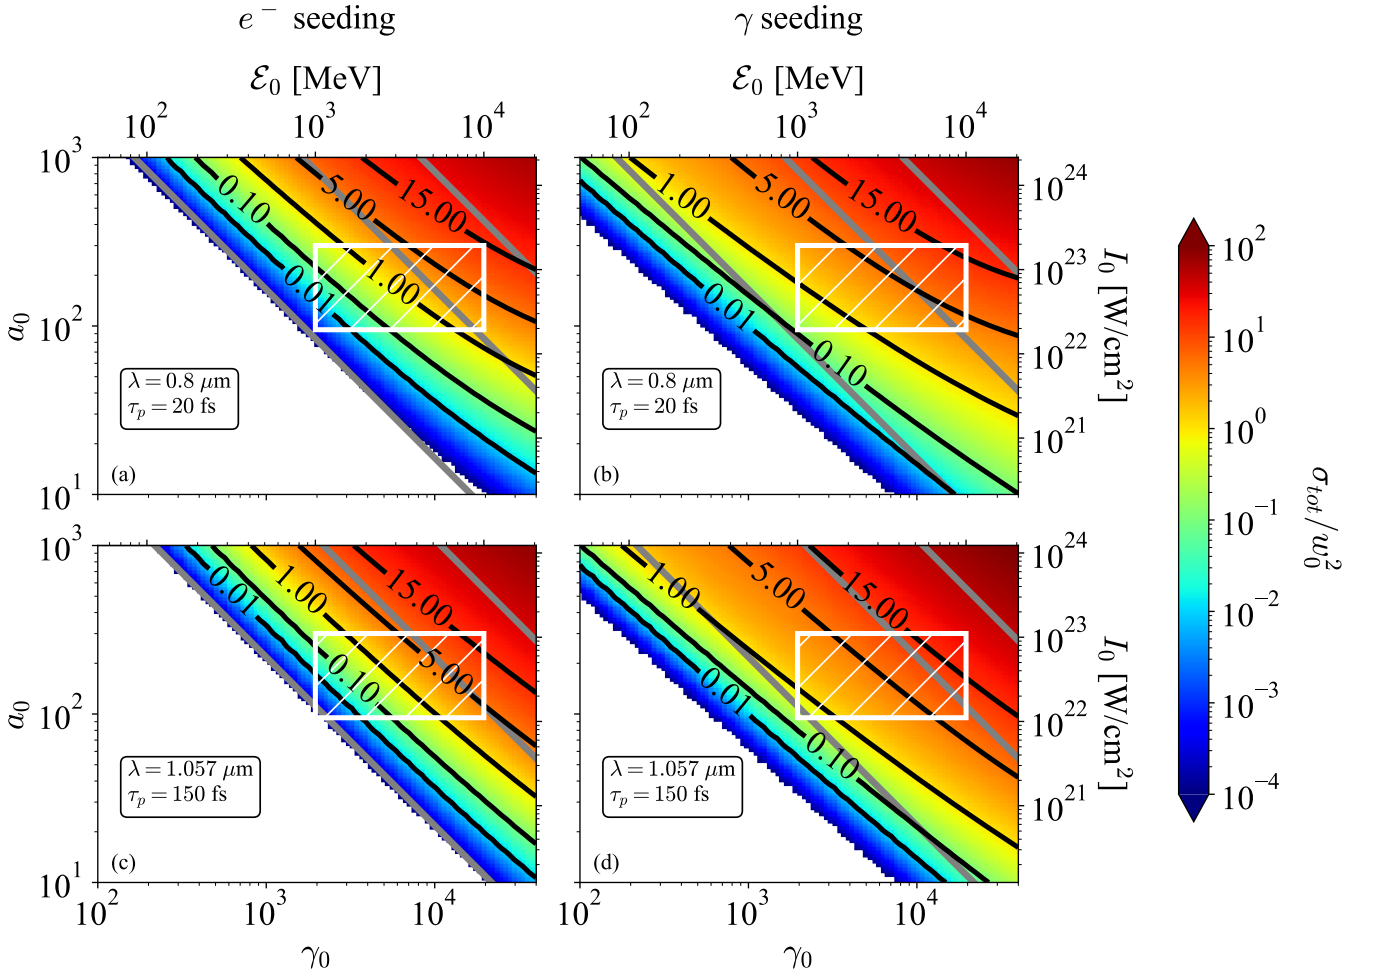 e⁻ seeding
γ seeding
ℰ₀ [MeV]
ℰ₀ [MeV]
10² 10³ 10⁴
10² 10³ 10⁴
10³
10²
10¹
a₀
0.01
0.10
1.00
5.00
15.00
λ = 0.8 μm
τₚ = 20 fs
(a)
0.01
0.10
1.00
5.00
15.00
λ = 0.8 μm
τₚ = 20 fs
(b)
10²⁴
10²³
10²²
10²¹
I₀ [W/cm²]
10³
10²
10¹
a₀
0.01
0.10
1.00
5.00
15.00
λ = 1.057 μm
τₚ = 150 fs
(c)
0.01
0.10
1.00
5.00
15.00
λ = 1.057 μm
τₚ = 150 fs
(d)
10²⁴
10²³
10²²
10²¹
I₀ [W/cm²]
10² 10³ 10⁴
10² 10³ 10⁴
γ₀
γ₀
10²
10¹
10⁰
10⁻¹
10⁻²
10⁻³
10⁻⁴
σₜₒₜ/w₀²